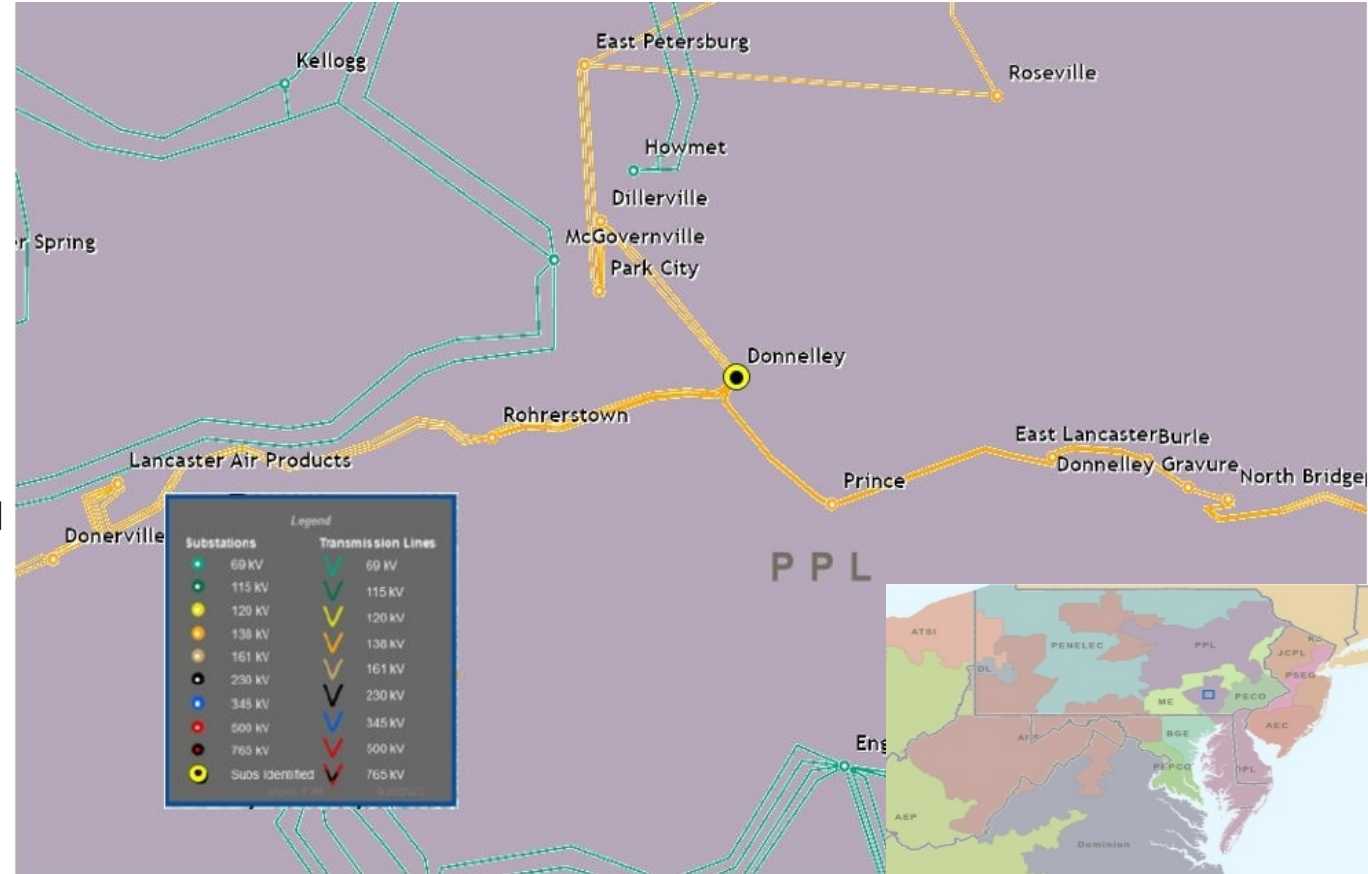 East Petersburg
Kellogg
Roseville
Howmet
Dillerville
McGovernville
r Spring
Park City
Donnelley
Rohrerstown
East Lancaster
Burle
Lancaster Air Products
Donnelley Gravure
North Bridge
Prince
Donerville
PPL
Legend
Substations
Transmission Lines
69 kV
69 kV
115 kV
115 kV
120 kV
120 kV
138 kV
138 kV
161 kV
161 kV
230 kV
230 kV
345 kV
345 kV
500 kV
500 kV
765 kV
765 kV
Subs Identified
Eng
ATSI
PENELEC
PPL
RE
JCPL
DL
PSEG
ME
PECO
AEC
BGE
PEPCO
DPL
AEP
Dominion